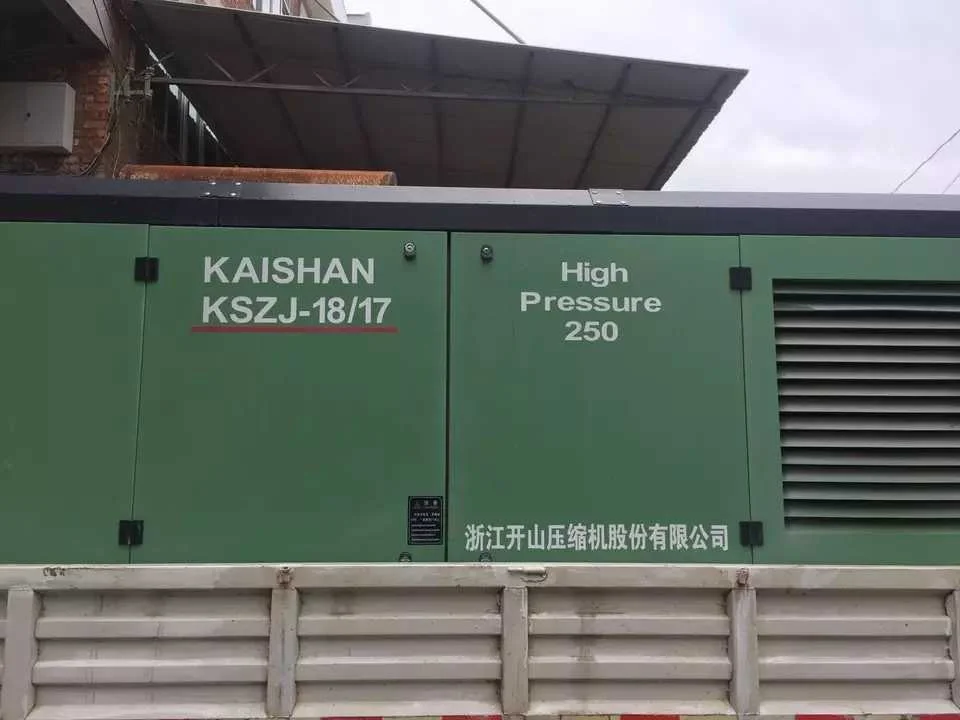 KAISHAN
KSZJ-18/17
High
Pressure
250
浙江开山压缩机股份有限公司